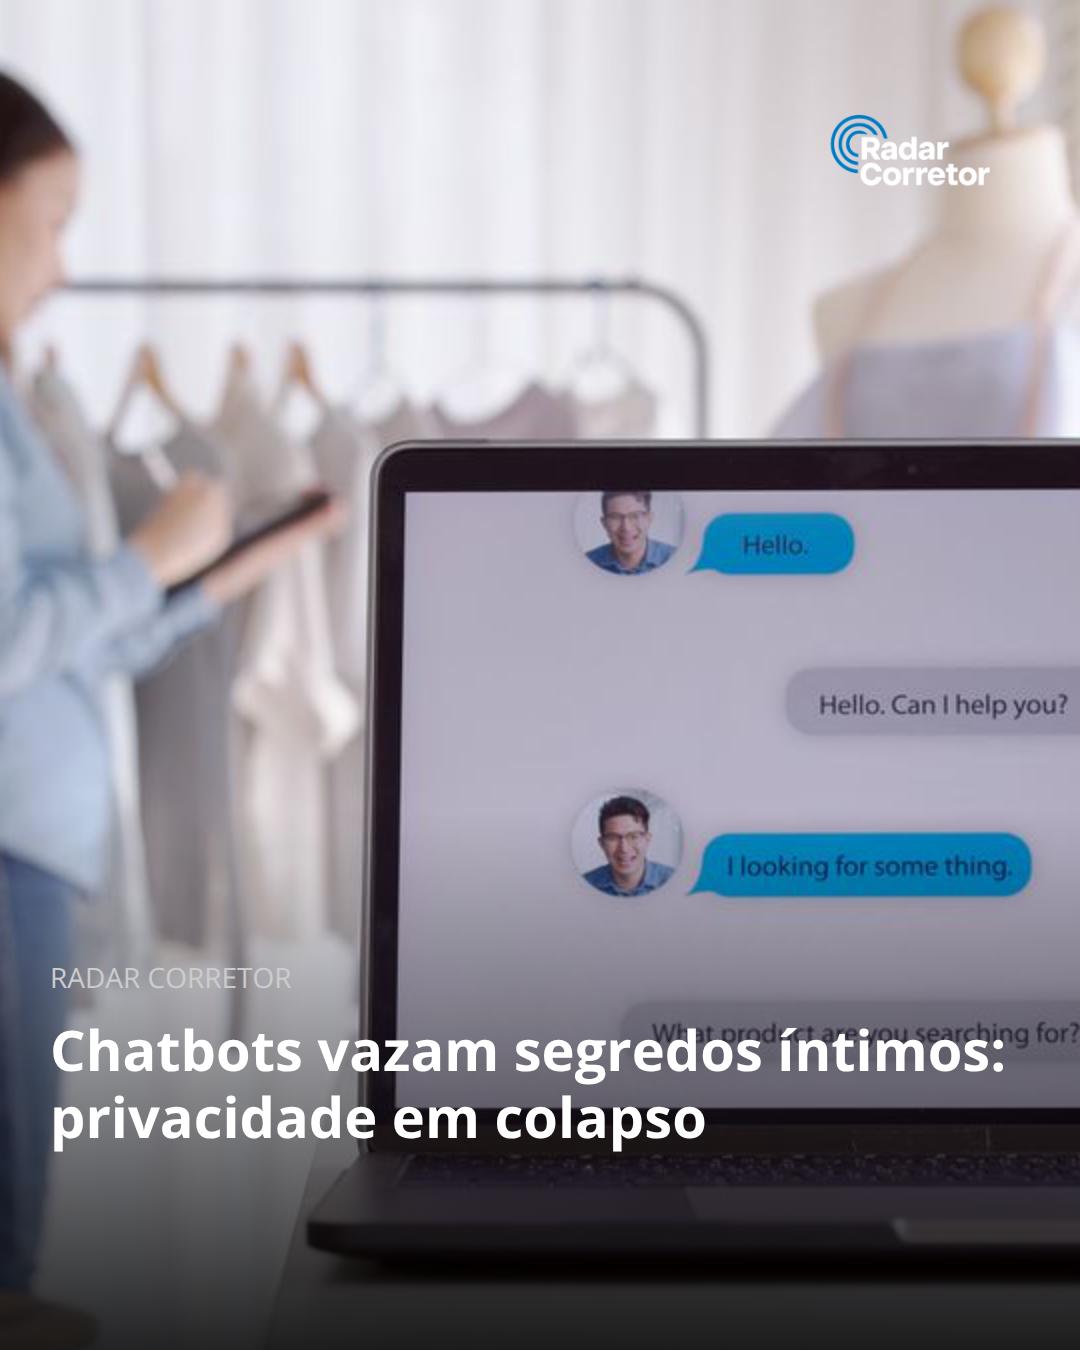 Radar
Corretor
Hello.
Hello. Can I help you?
I looking for some thing.
What product are you searching for?
RADAR CORRETOR
Chatbots vazam segredos íntimos:
privacidade em colapso